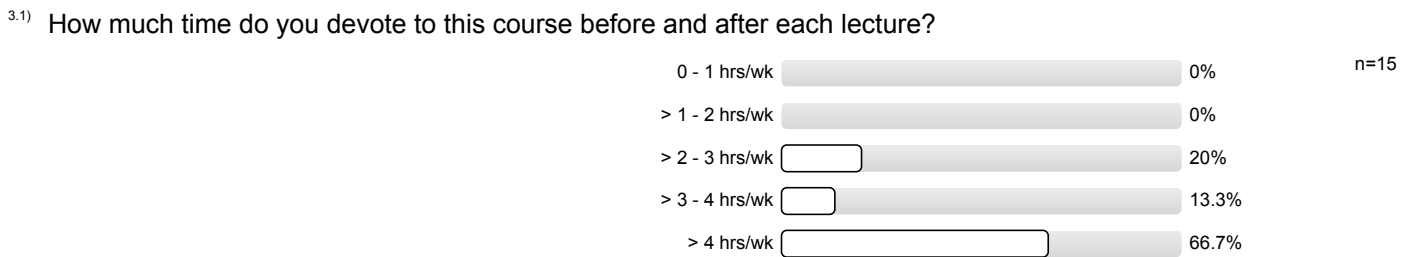 3.1) How much time do you devote to this course before and after each lecture?
0 - 1 hrs/wk 0% n=15
> 1 - 2 hrs/wk 0%
> 2 - 3 hrs/wk 20%
> 3 - 4 hrs/wk 13.3%
> 4 hrs/wk 66.7%